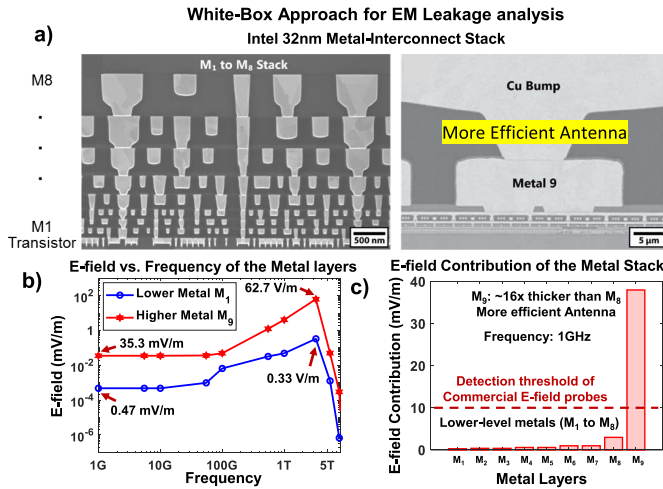 White-Box Approach for EM Leakage analysis
a)
Intel 32nm Metal-Interconnect Stack
M8
.
.
.
M1
Transistor
M₁ to M₈ Stack
500 nm
Cu Bump
More Efficient Antenna
Metal 9
5 µm
b)
E-field vs. Frequency of the Metal layers
E-field (mV/m)
10²
1
10⁻²
10⁻⁴
10⁻⁶
Lower Metal M₁
Higher Metal M₉
62.7 V/m
35.3 mV/m
0.33 V/m
0.47 mV/m
1G
10G
100G
1T
5T
Frequency
E-field Contribution of the Metal Stack
c)
E-field Contribution (mV/m)
40
30
20
10
0
M₉: ~16x thicker than M₈
More efficient Antenna
Frequency: 1GHz
Detection threshold of
Commercial E-field probes
Lower-level metals (M₁ to M₈)
M₁ M₂ M₃ M₄ M₅ M₆ M₇ M₈ M₉
Metal Layers